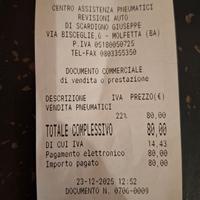 CENTRO ASSISTENZA PNEUMATICI
REVISIONI AUTO
DI SCARDIGNO GIUSEPPE
VIA BISCEGLIE,6 - MOLFETTA (BA)
P.IVA 05180050725
TEL-FAX 0803355350
DOCUMENTO COMMERCIALE
di vendita o prestazione
DESCRIZIONE IVA PREZZO(€)
VENDITA PNEUMATICI
22% 80,00
TOTALE COMPLESSIVO 80,00
DI CUI IVA 14,43
Pagamento elettronico 80,00
Importo pagato 80,00
23-12-2025 12:52
DOCUMENTO N. 0706-0009